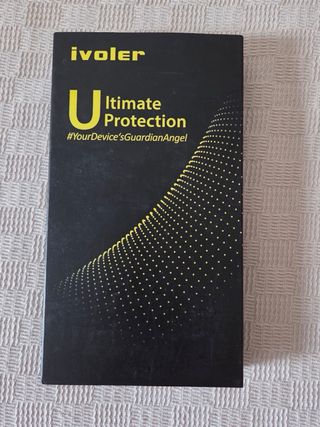 ivoler
Ultimate
Protection
#YourDevice'sGuardianAngel